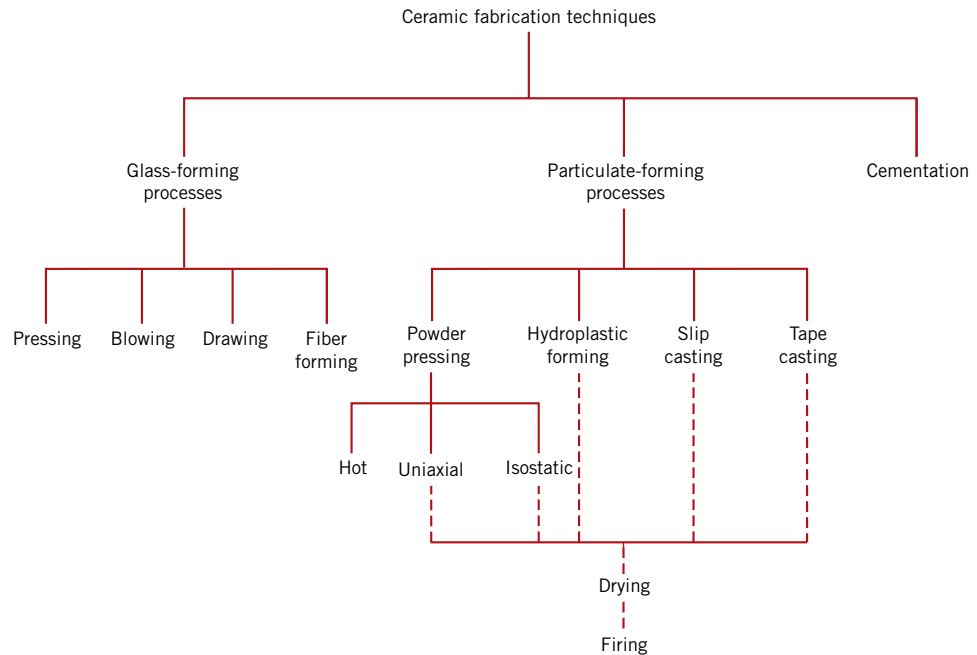 Ceramic fabrication techniques
Glass-forming
processes
Particulate-forming
processes
Cementation
Pressing
Blowing
Drawing
Fiber
forming
Powder
pressing
Hydroplastic
forming
Slip
casting
Tape
casting
Hot
Uniaxial
Isostatic
Drying
Firing